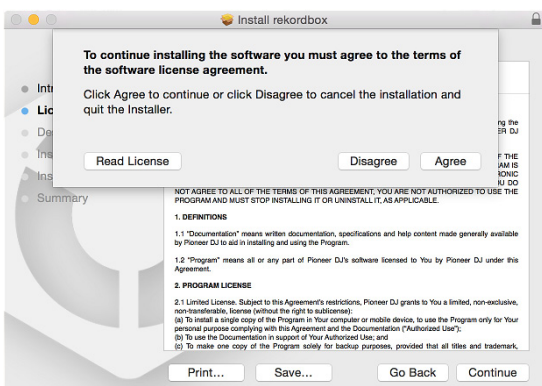 Install rekordbox
To continue installing the software you must agree to the terms of
the software license agreement.
Click Agree to continue or click Disagree to cancel the installation and
quit the Installer.
Read License
Disagree
Agree
Summary
NOT AGREE TO ALL OF THE TERMS OF THIS AGREEMENT, YOU ARE NOT AUTHORIZED TO USE THE
PROGRAM AND MUST STOP INSTALLING IT OR UNINSTALL IT, AS APPLICABLE.
1. DEFINITIONS
1.1 "Documentation" means written documentation, specifications and help content made generally available
by Pioneer DJ to aid in installing and using the Program.
1.2 "Program" means all or any part of Pioneer DJ's software licensed to You by Pioneer DJ under this
Agreement.
2. PROGRAM LICENSE
2.1 Limited License. Subject to this Agreement's restrictions, Pioneer DJ grants to You a limited, non-exclusive,
non-transferable, license (without the right to sublicense):
(a) To install a single copy of the Program in Your computer or mobile device, to use the Program only for Your
personal purpose complying with this Agreement and the Documentation ("Authorized Use");
(b) To use the Documentation in support of Your Authorized Use; and
(c) To make one copy of the Program solely for backup purposes, provided that all titles and trademark,
Print...
Save...
Go Back
Continue